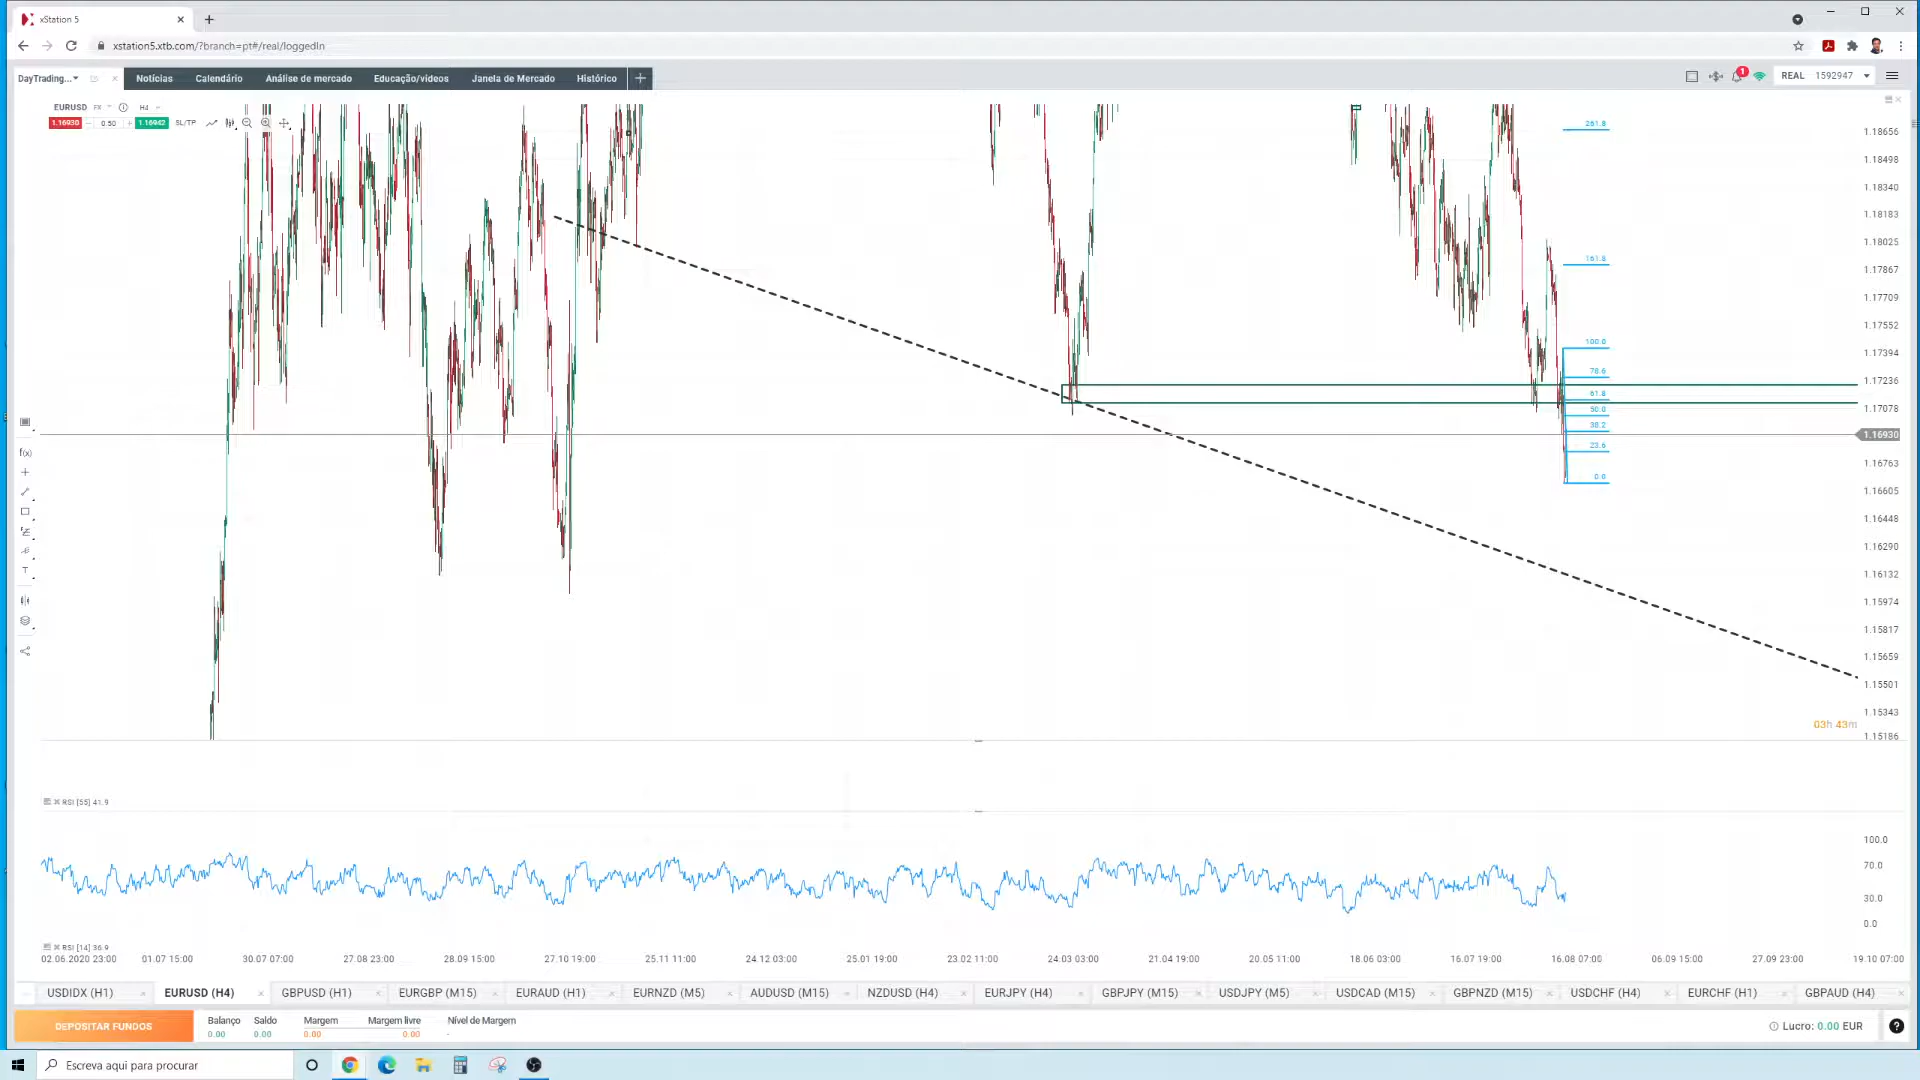 xStation 5
xstation5.xtb.com/?branch=pt#/real/loggedIn
DayTrading... Notícias Calendário Análise de mercado Educação/videos Janela de Mercado Histórico 1 REAL 1592947
EURUSD FX H4
1.16930 0.50 1.16942 SL/TP
261.8
161.8
100.0
78.6
61.8
50.0
38.2
23.6
0.0
1.18656
1.18498
1.18340
1.18183
1.18025
1.17867
1.17709
1.17552
1.17394
1.17236
1.17078
1.16930
1.16763
1.16605
1.16448
1.16290
1.16132
1.15974
1.15817
1.15659
1.15501
1.15343
1.15186
f(x)
T
03h 43m
RSI [55] 41.9
100.0
70.0
30.0
0.0
RSI [14] 36.9
02.06.2020 23:00 01.07 15:00 30.07 07:00 27.08 23:00 28.09 15:00 27.10 19:00 25.11 11:00 24.12 03:00 25.01 19:00 23.02 11:00 24.03 03:00 21.04 19:00 20.05 11:00 18.06 03:00 16.07 19:00 16.08 07:00 06.09 15:00 27.09 23:00 19.10 07:00
USDIDX (H1) EURUSD (H4) GBPUSD (H1) EURGBP (M15) EURAUD (H1) EURNZD (M5) AUDUSD (M15) NZDUSD (H4) EURJPY (H4) GBPJPY (M15) USDJPY (M5) USDCAD (M15) GBPNZD (M15) USDCHF (H4) EURCHF (H1) GBPAUD (H4)
DEPOSITAR FUNDOS
Balanço Saldo Margem Margem livre Nível de Margem
0.00 0.00 0.00 0.00 -
Lucro: 0.00 EUR
Escreva aqui para procurar